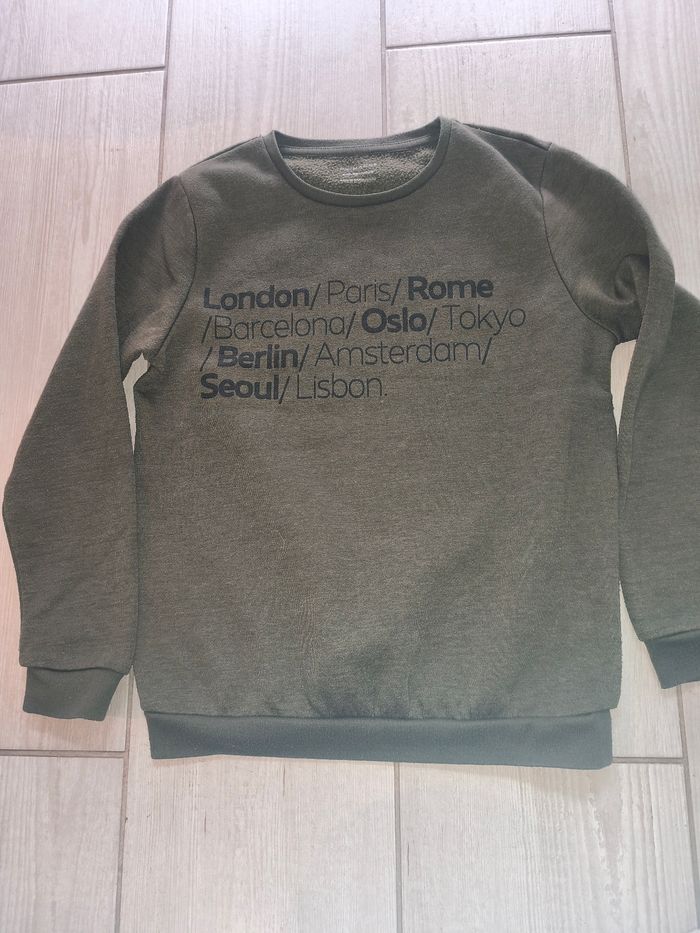 London/ Paris/ Rome
/Barcelona/ Oslo/ Tokyo
/ Berlin/ Amsterdam/
Seoul/ Lisbon.